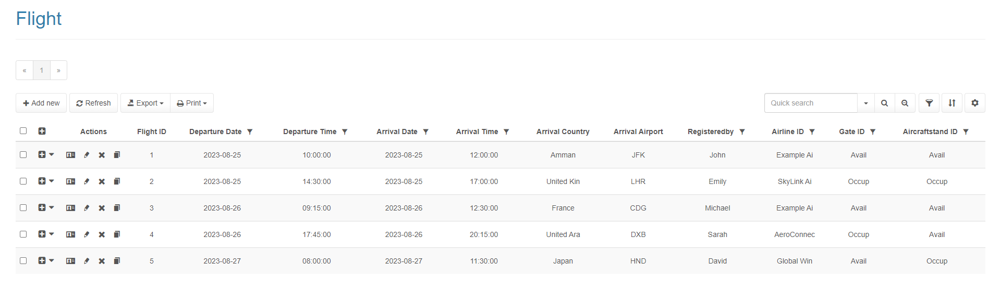 Flight
« 1 »
Add new Refresh Export Print Quick search
Actions Flight ID Departure Date Departure Time Arrival Date Arrival Time Arrival Country Arrival Airport Registeredby Airline ID Gate ID Aircraftstand ID
1 2023-08-25 10:00:00 2023-08-25 12:00:00 Amman JFK John Example Ai Avail Avail
2 2023-08-25 14:30:00 2023-08-25 17:00:00 United Kin LHR Emily SkyLink Ai Occup Occup
3 2023-08-26 09:15:00 2023-08-26 12:30:00 France CDG Michael Example Ai Avail Avail
4 2023-08-26 17:45:00 2023-08-26 20:15:00 United Ara DXB Sarah AeroConnec Occup Avail
5 2023-08-27 08:00:00 2023-08-27 11:30:00 Japan HND David Global Win Avail Occup